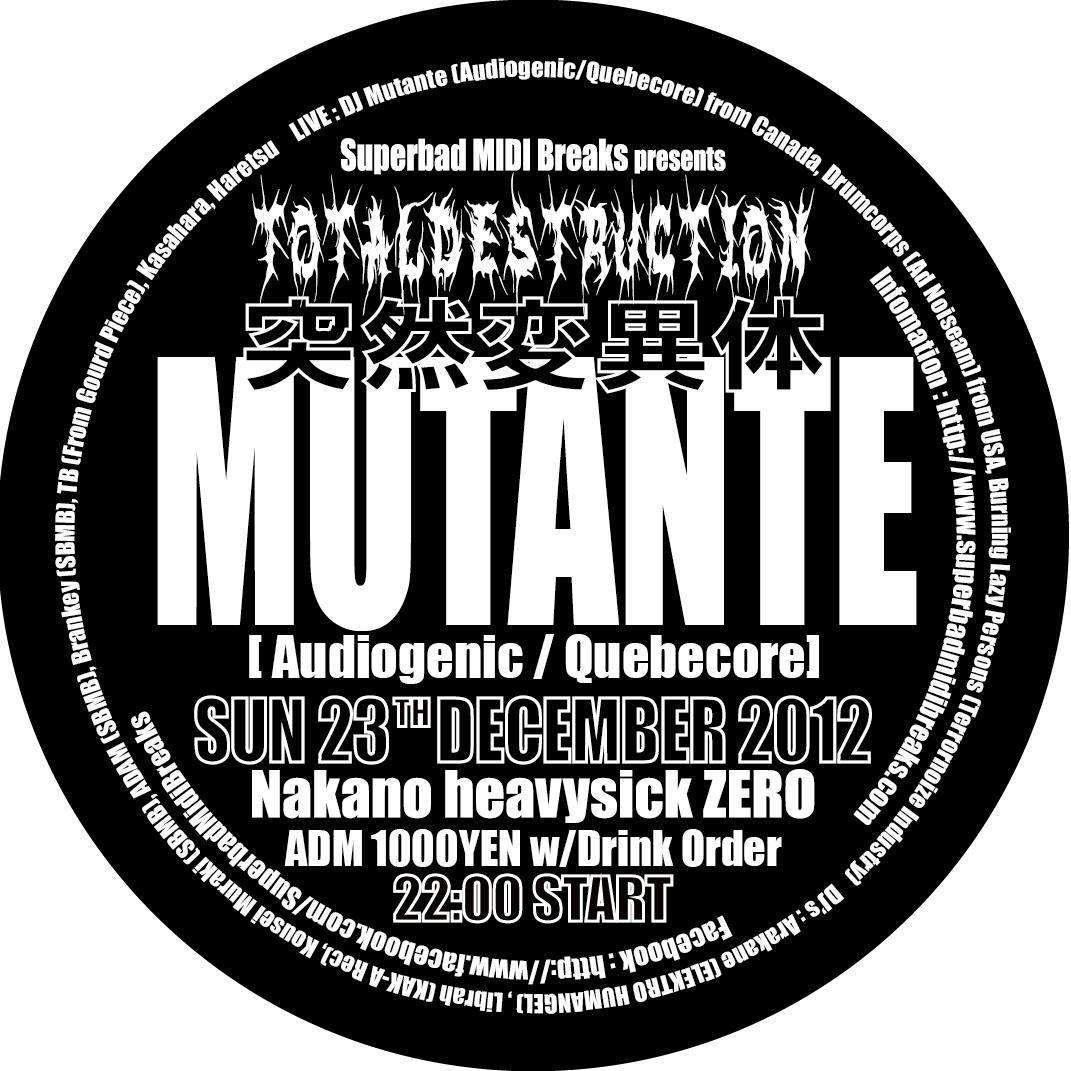 LIVE : DJ Mutante (Audiogenic/Quebecore) from Canada, Drumcorps (Ad Noiseam) from USA, Burning Lazy Persons (Terrornoize Industry) DJ's : Arakane (ELEKTRO HUMANGEL) , Librah (KAK-A Rec), Kousei Muraki (SBMB), ADAM (SBMB), Brankey (SBMB), TB (From Gourd Piece), Kasahara, Haretsu
Superbad MIDI Breaks presents
TOTALDESTRUCTION
突然変異体
MUTANTE
[ Audiogenic / Quebecore]
SUN 23TH DECEMBER 2012
Nakano heavysick ZERO
ADM 1000YEN w/Drink Order
22:00 START
Infomation : http://www.superbadmidibreaks.com
Facebook : http://www.facebook.com/SuperbadMidiBreaks